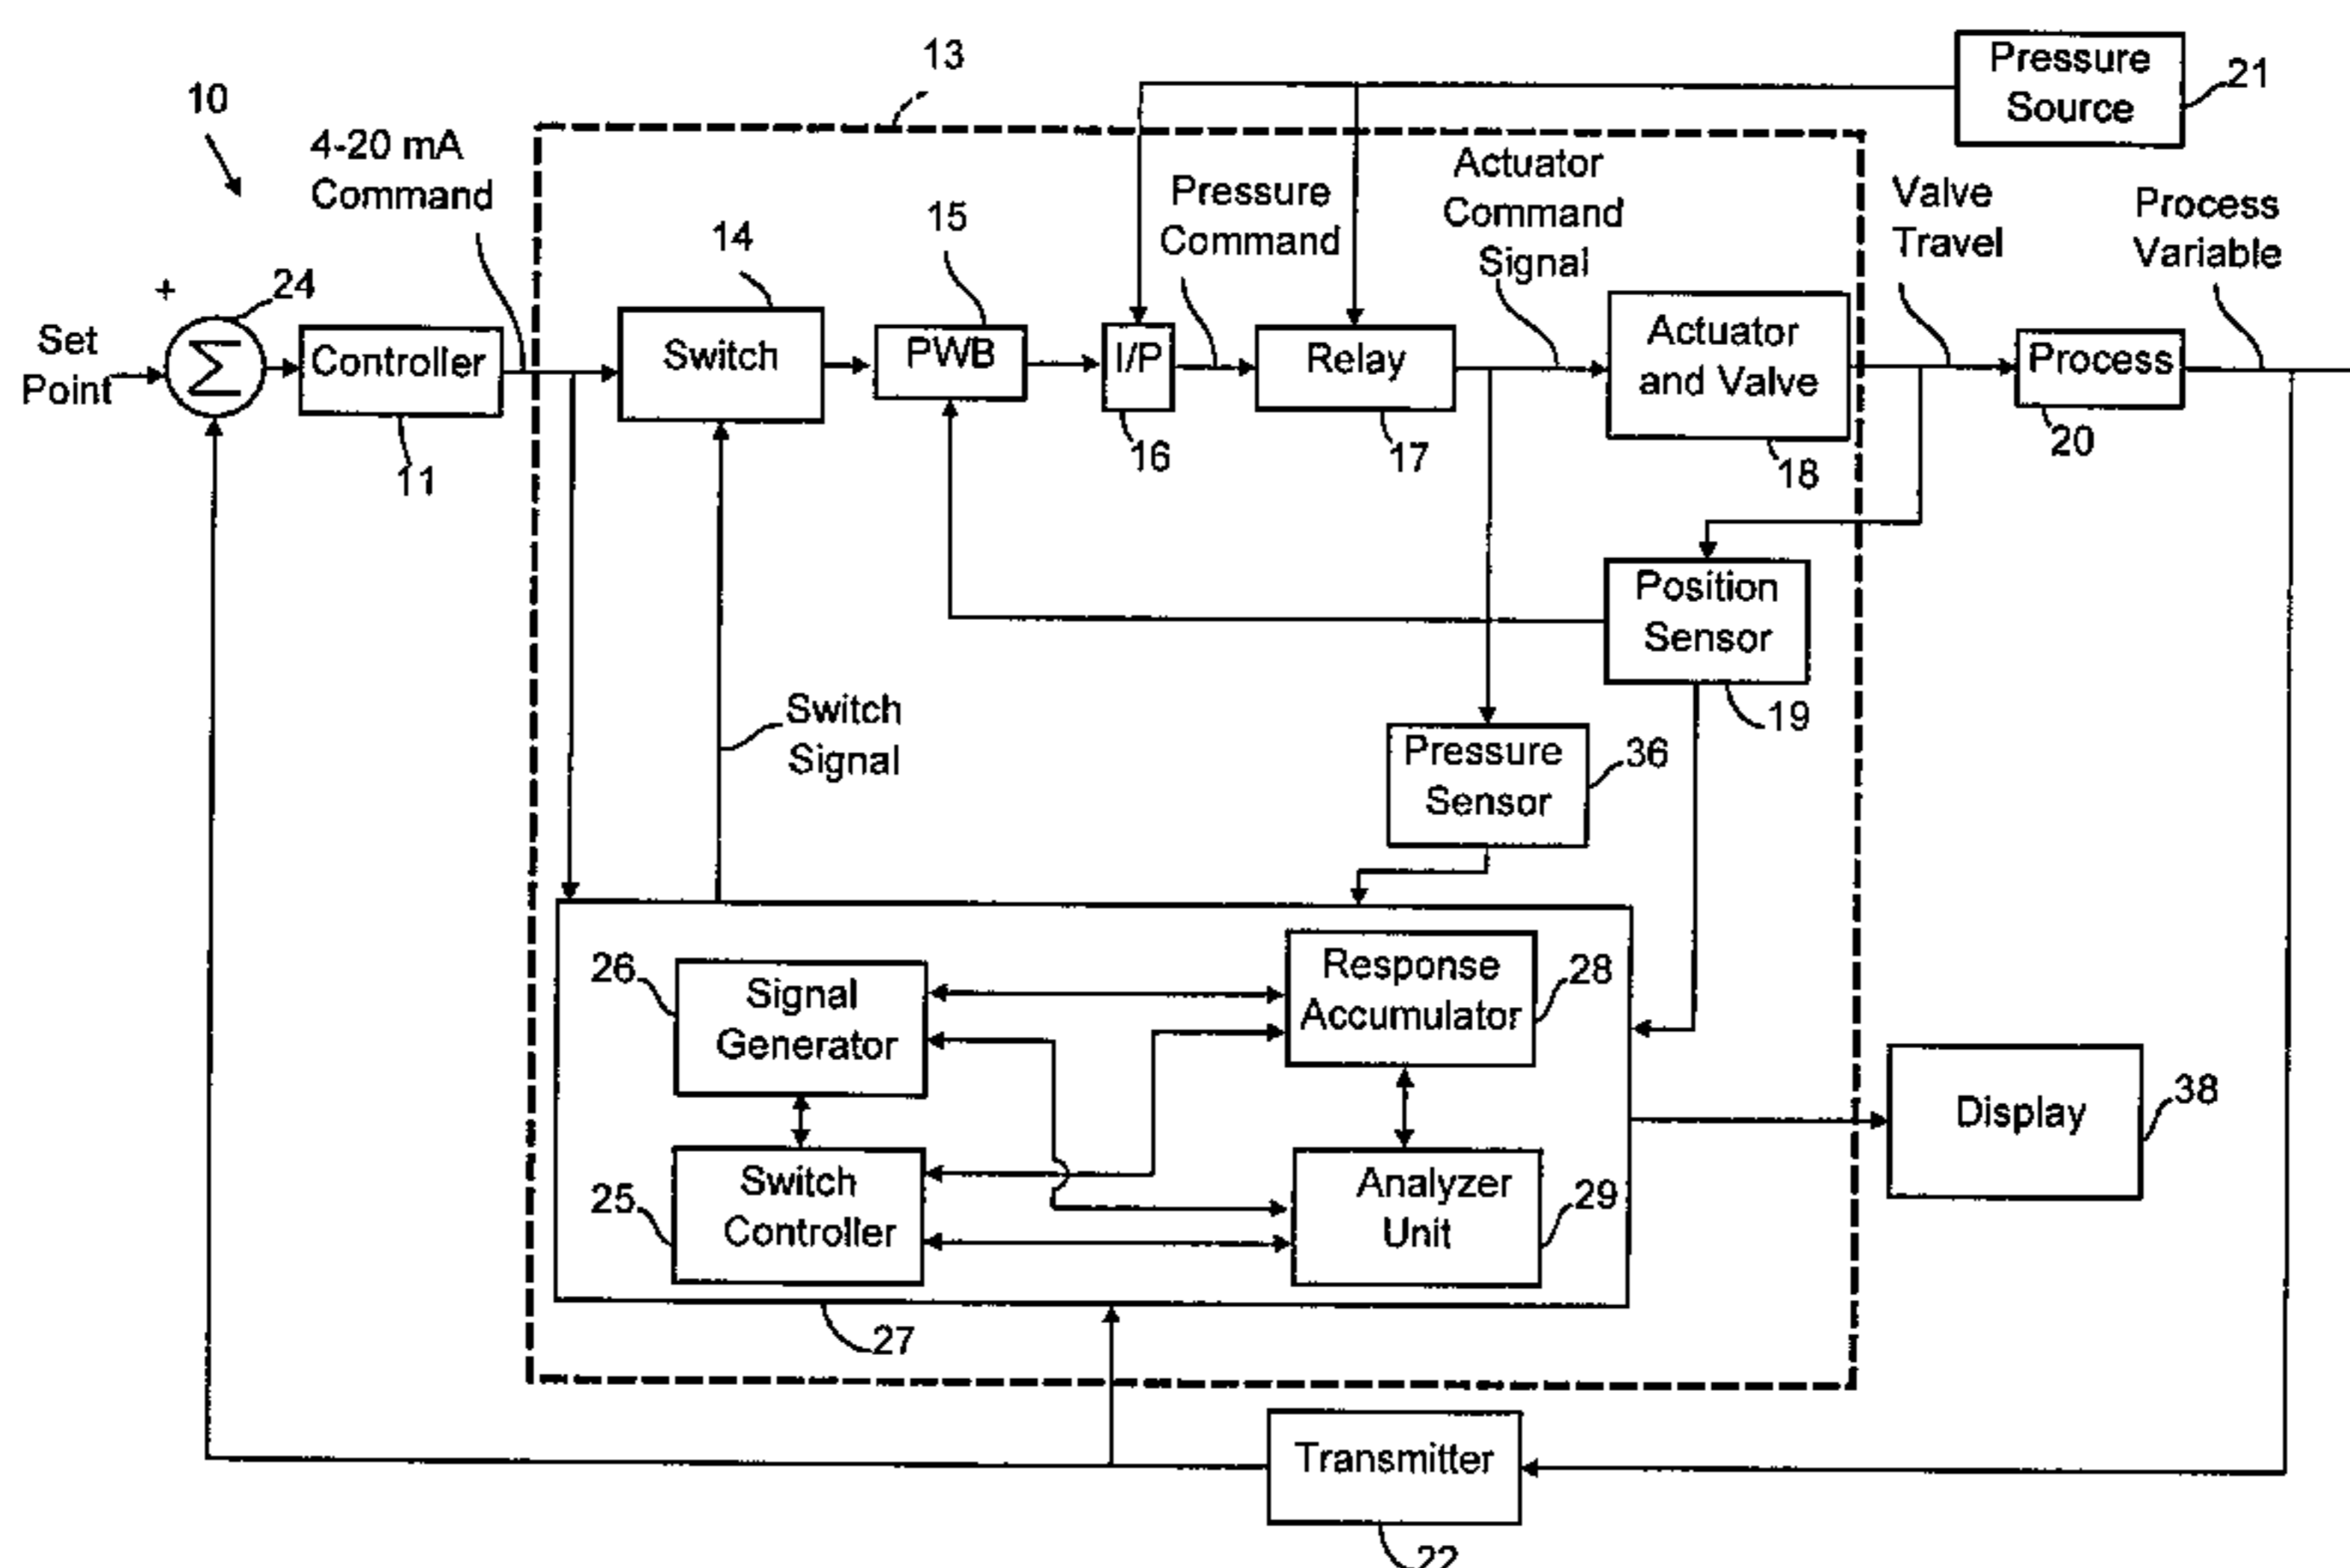 13
Pressure
Source
21
10
4-20 mA
Command
Actuator
Command
Signal
Pressure
Command
Valve
Travel
Process
Variable
14
15
+
24
Set
Point
Σ
Controller
Switch
PWB
I/P
Relay
Actuator
and Valve
Process
11
16
17
18
20
Position
Sensor
19
Switch
Signal
Pressure
Sensor
36
26
Signal
Generator
Response
Accumulator
28
Display
38
25
Switch
Controller
Analyzer
Unit
29
27
Transmitter
22